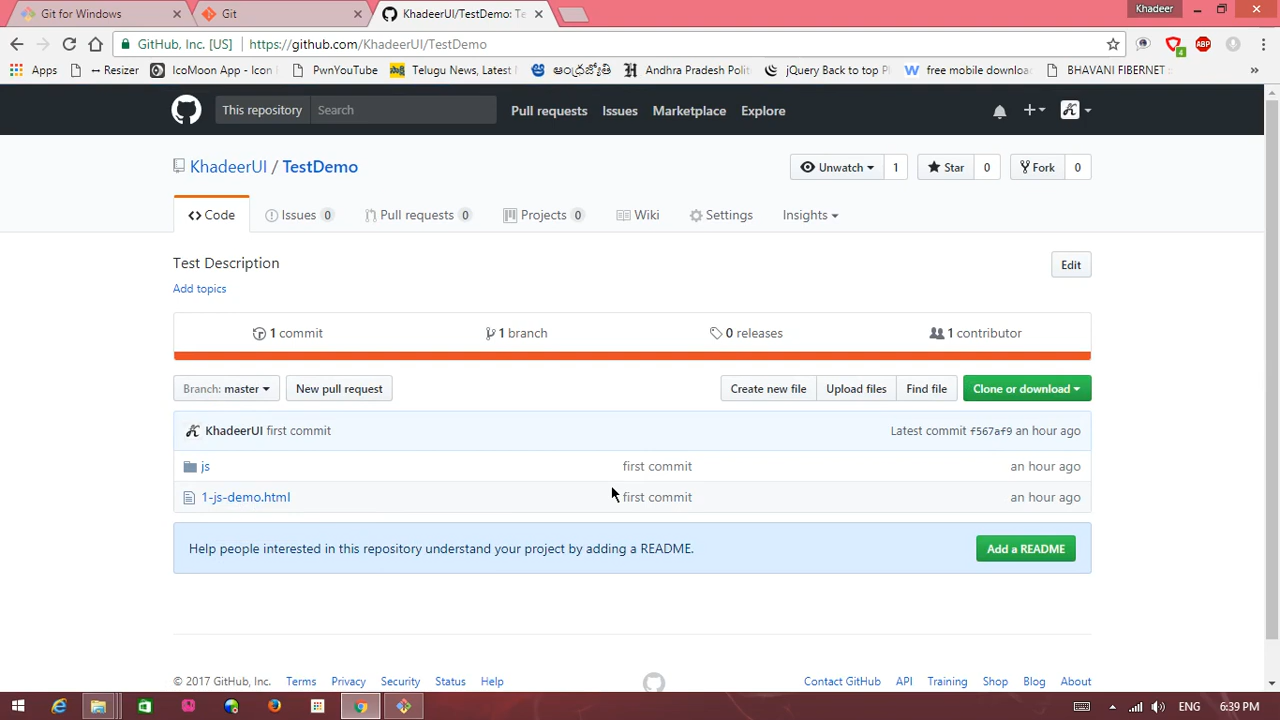 Git for Windows
Git
KhadeerUI/TestDemo: Te
Khadeer
GitHub, Inc. [US]
https://github.com/KhadeerUI/TestDemo
4
ABP
Apps
↔ Resizer
IcoMoon App - Icon
PwnYouTube
Telugu News, Latest
ఆంధ్రజ్యోతి
Andhra Pradesh Polit
jQuery Back to top P
free mobile downloa
BHAVANI FIBERNET
»
This repository
Search
Pull requests
Issues
Marketplace
Explore
KhadeerUI / TestDemo
Unwatch
1
Star
0
Fork
0
Code
Issues 0
Pull requests 0
Projects 0
Wiki
Settings
Insights
Test Description
Edit
Add topics
1 commit
1 branch
0 releases
1 contributor
Branch: master
New pull request
Create new file
Upload files
Find file
Clone or download
KhadeerUI first commit
Latest commit f567af9 an hour ago
js
first commit
an hour ago
1-js-demo.html
first commit
an hour ago
Help people interested in this repository understand your project by adding a README.
Add a README
© 2017 GitHub, Inc.
Terms
Privacy
Security
Status
Help
Contact GitHub
API
Training
Shop
Blog
About
ENG
6:39 PM